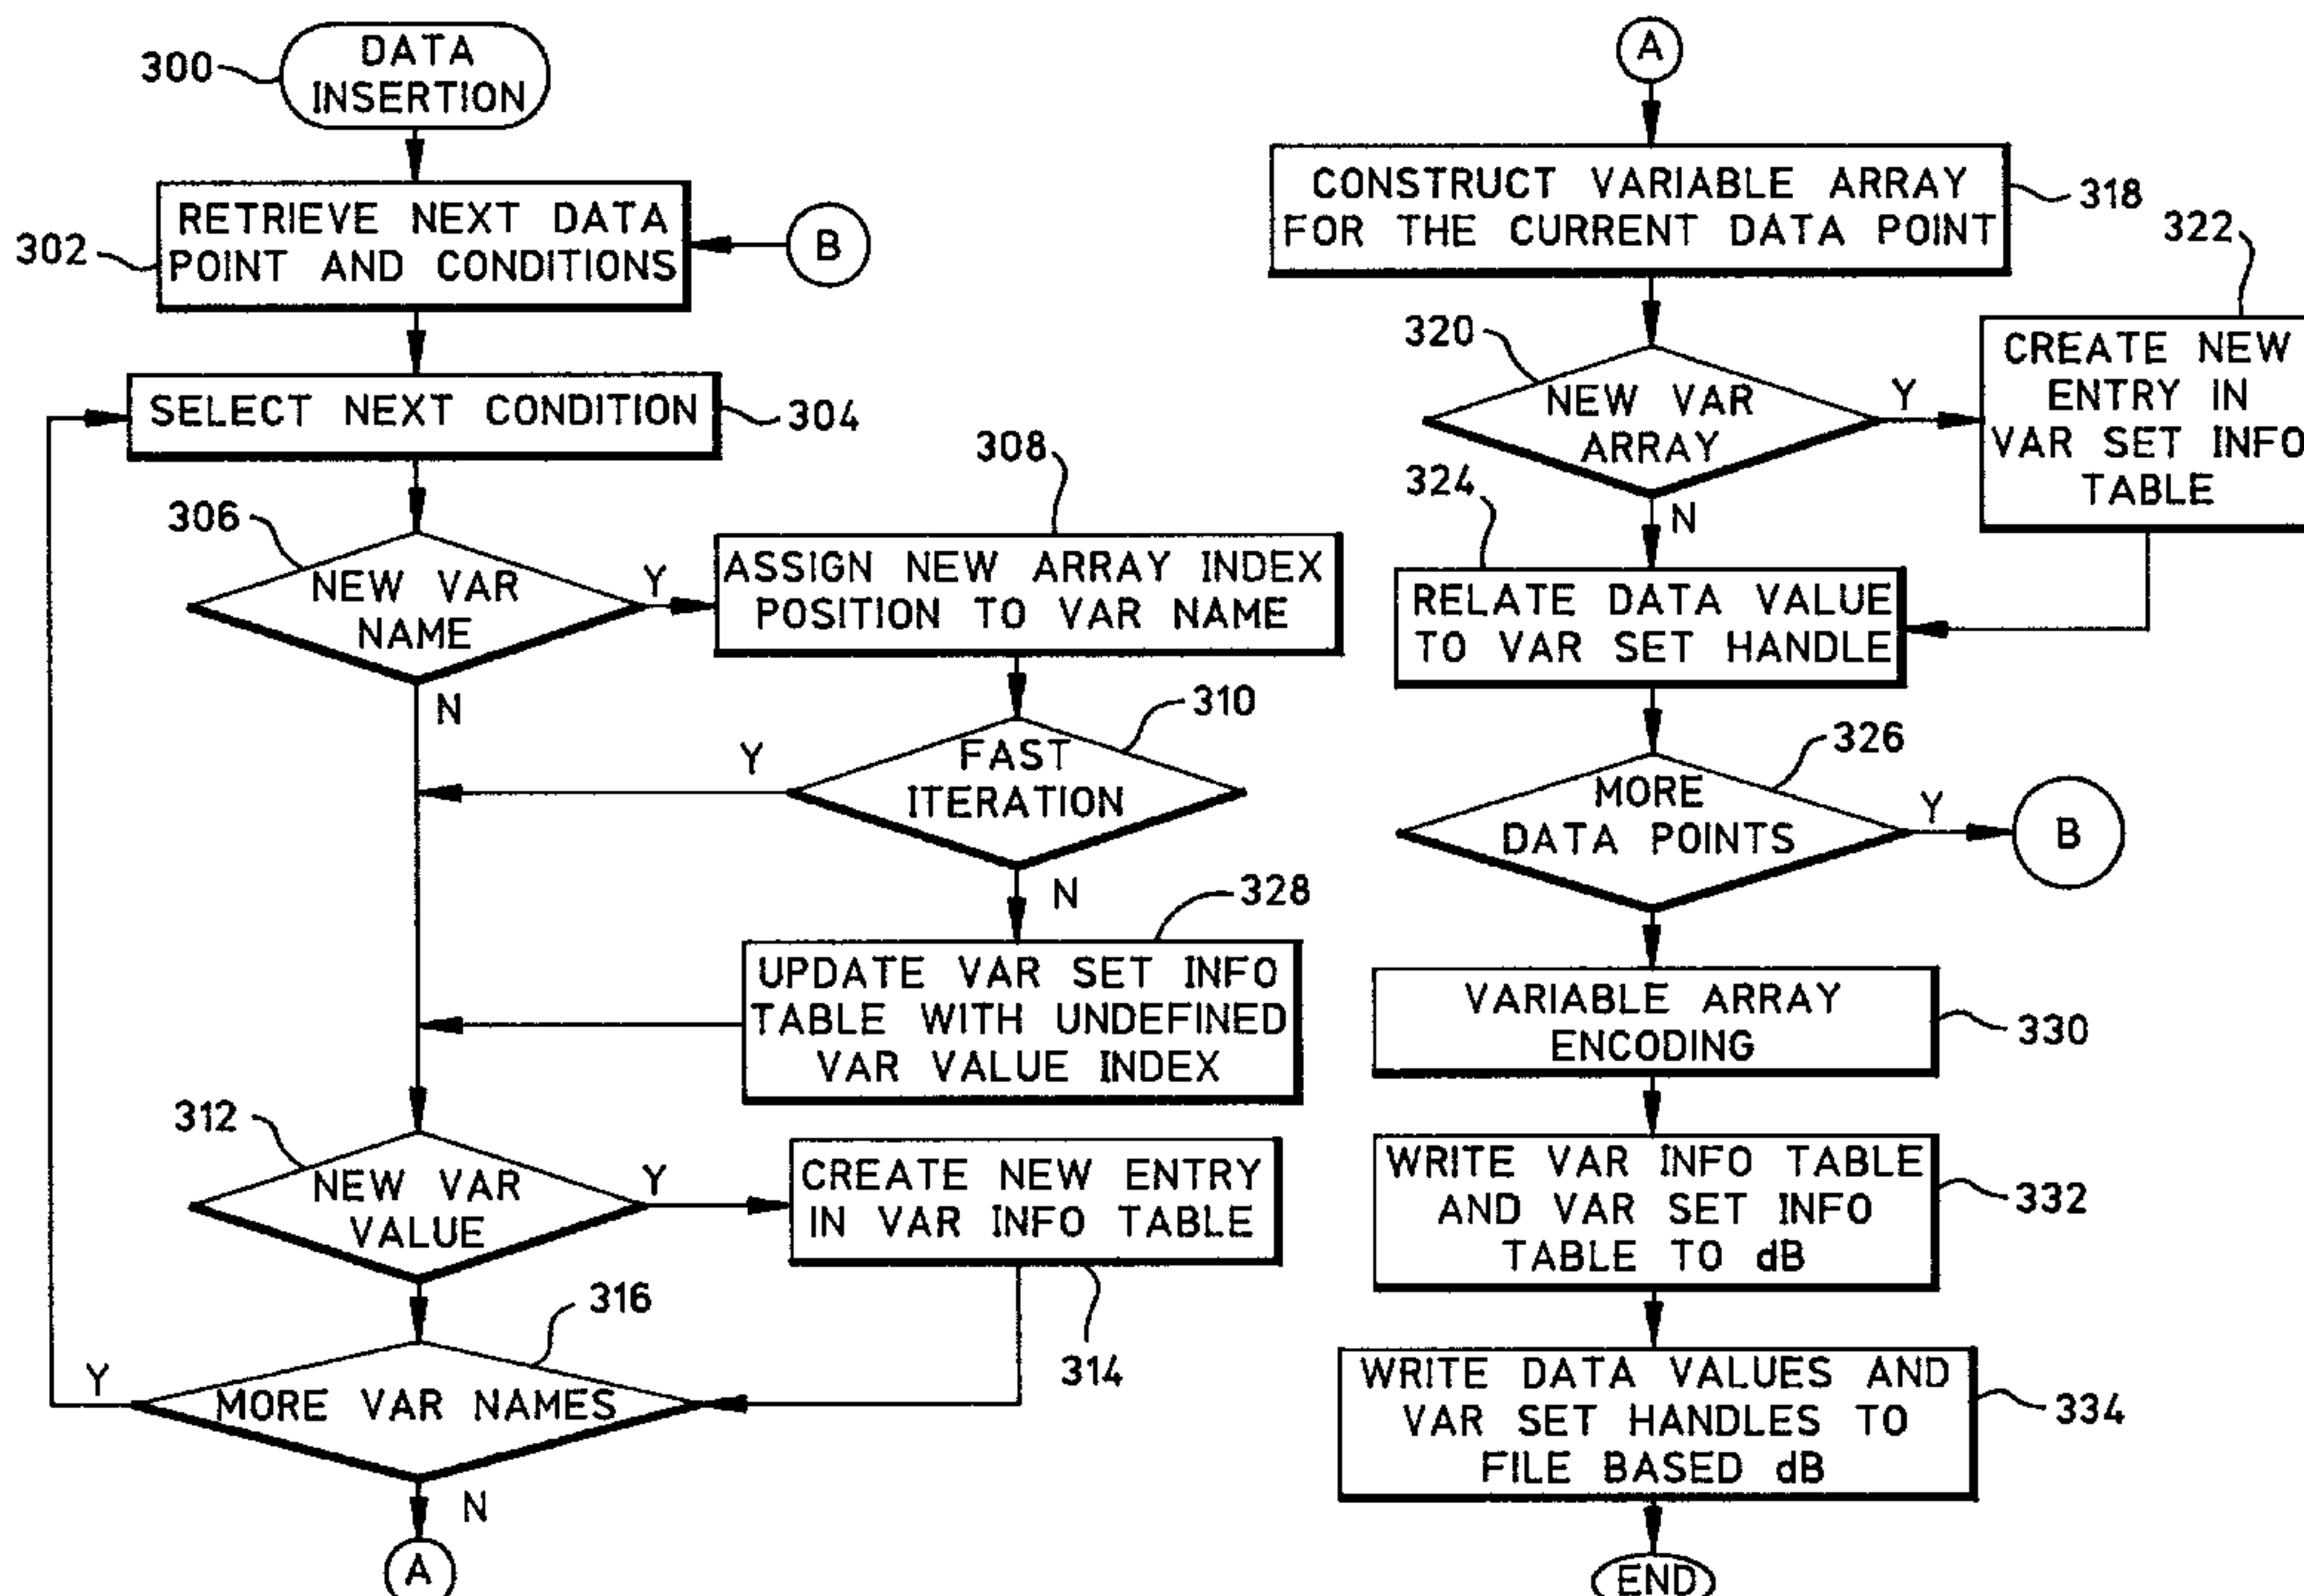 DATA
INSERTION
300
RETRIEVE NEXT DATA
POINT AND CONDITIONS
302
B
SELECT NEXT CONDITION
304
306
NEW VAR
NAME
Y
N
308
ASSIGN NEW ARRAY INDEX
POSITION TO VAR NAME
310
FAST
ITERATION
Y
N
328
UPDATE VAR SET INFO
TABLE WITH UNDEFINED
VAR VALUE INDEX
312
NEW VAR
VALUE
Y
CREATE NEW ENTRY
IN VAR INFO TABLE
314
316
MORE VAR NAMES
Y
N
A
A
CONSTRUCT VARIABLE ARRAY
FOR THE CURRENT DATA POINT
318
320
NEW VAR
ARRAY
Y
N
322
CREATE NEW
ENTRY IN
VAR SET INFO
TABLE
324
RELATE DATA VALUE
TO VAR SET HANDLE
326
MORE
DATA POINTS
Y
B
VARIABLE ARRAY
ENCODING
330
WRITE VAR INFO TABLE
AND VAR SET INFO
TABLE TO dB
332
WRITE DATA VALUES AND
VAR SET HANDLES TO
FILE BASED dB
334
END